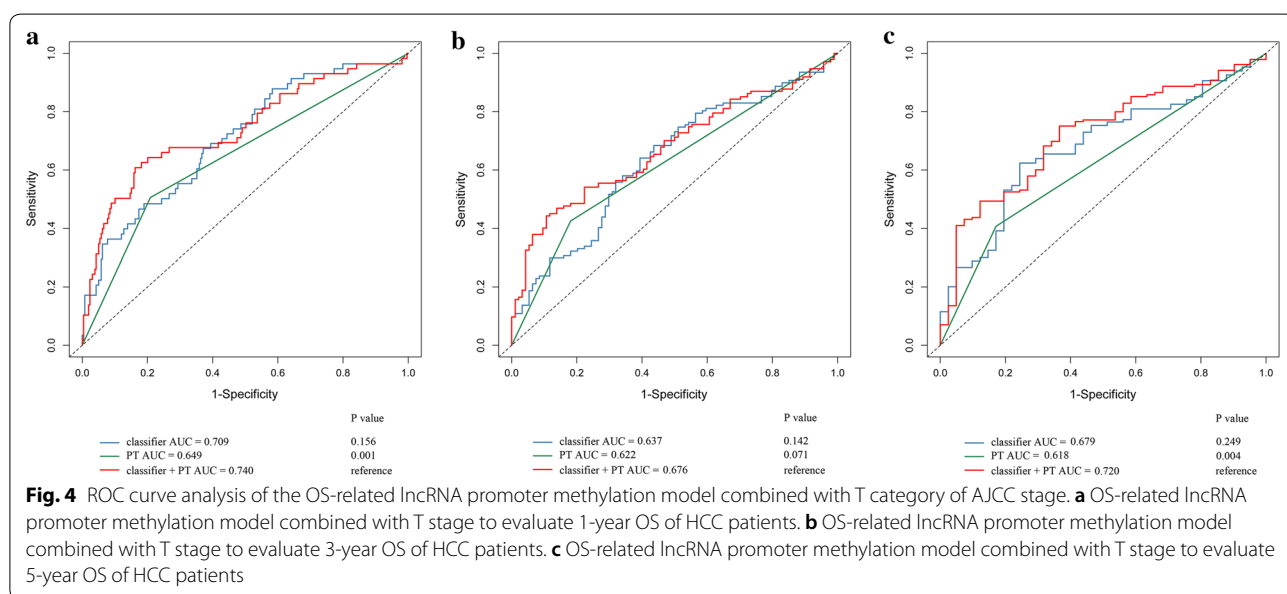 a
1.0
0.8
0.6
0.4
0.2
0.0
Sensitivity
0.0 0.2 0.4 0.6 0.8 1.0
1-Specificity
P value
classifier AUC = 0.709 0.156
PT AUC = 0.649 0.001
classifier + PT AUC = 0.740 reference
b
1.0
0.8
0.6
0.4
0.2
0.0
Sensitivity
0.0 0.2 0.4 0.6 0.8 1.0
1-Specificity
P value
classifier AUC = 0.637 0.142
PT AUC = 0.622 0.071
classifier + PT AUC = 0.676 reference
c
1.0
0.8
0.6
0.4
0.2
0.0
Sensitivity
0.0 0.2 0.4 0.6 0.8 1.0
1-Specificity
P value
classifier AUC = 0.679 0.249
PT AUC = 0.618 0.004
classifier + PT AUC = 0.720 reference
Fig. 4 ROC curve analysis of the OS-related lncRNA promoter methylation model combined with T category of AJCC stage. a OS-related lncRNA
promoter methylation model combined with T stage to evaluate 1-year OS of HCC patients. b OS-related lncRNA promoter methylation model
combined with T stage to evaluate 3-year OS of HCC patients. c OS-related lncRNA promoter methylation model combined with T stage to evaluate
5-year OS of HCC patients